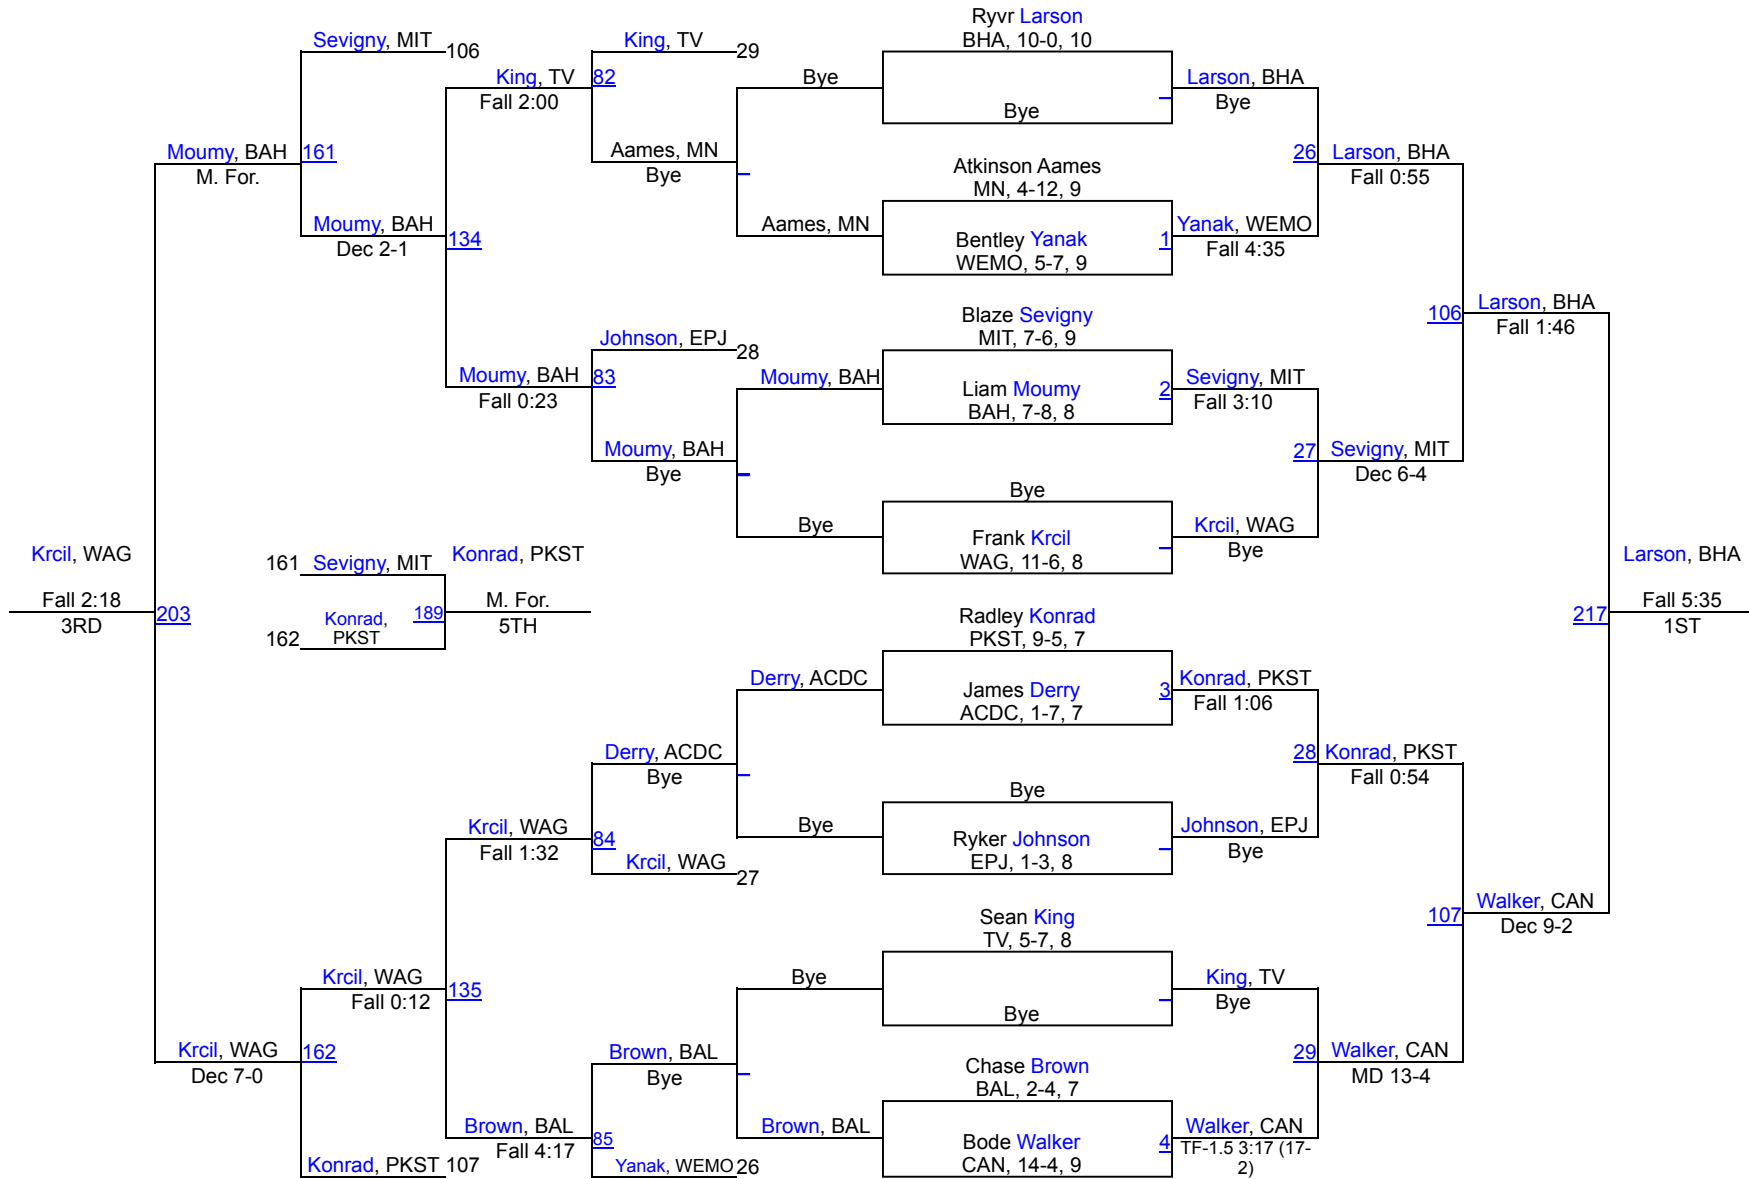 Ryvr Larson
BHA, 10-0, 10
Sevigny, MIT 106
King, TV 29
King, TV 82
Fall 2:00
Bye
Bye
Larson, BHA
Bye
Moumy, BAH 161
M. For.
Aames, MN
Bye
26 Larson, BHA
Fall 0:55
Atkinson Aames
MN, 4-12, 9
Moumy, BAH 134
Dec 2-1
Aames, MN
Bentley Yanak 1
WEMO, 5-7, 9
Yanak, WEMO
Fall 4:35
Blaze Sevigny
MIT, 7-6, 9
106 Larson, BHA
Fall 1:46
Johnson, EPJ 28
Moumy, BAH 83
Fall 0:23
Moumy, BAH
Liam Moumy 2
BAH, 7-8, 8
Sevigny, MIT
Fall 3:10
Moumy, BAH
Bye
27 Sevigny, MIT
Dec 6-4
Bye
Bye
Frank Krcil
WAG, 11-6, 8
Krcil, WAG
Bye
Krcil, WAG
Fall 2:18 203
3RD
161 Sevigny, MIT
Konrad, PKST
162 Konrad,
PKST
189 M. For.
5TH
Larson, BHA
217 Fall 5:35
1ST
Radley Konrad
PKST, 9-5, 7
Derry, ACDC
James Derry 3
ACDC, 1-7, 7
Konrad, PKST
Fall 1:06
Derry, ACDC
Bye
28 Konrad, PKST
Fall 0:54
Bye
Krcil, WAG 84
Fall 1:32
Bye
Ryker Johnson
EPJ, 1-3, 8
Johnson, EPJ
Bye
Krcil, WAG 27
107 Walker, CAN
Dec 9-2
Sean King
TV, 5-7, 8
Krcil, WAG 135
Fall 0:12
Bye
Bye
King, TV
Bye
Krcil, WAG 162
Dec 7-0
Brown, BAL
Bye
29 Walker, CAN
MD 13-4
Chase Brown
BAL, 2-4, 7
Brown, BAL 85
Fall 4:17
Brown, BAL
Bode Walker 4
CAN, 14-4, 9
Walker, CAN
TF-1.5 3:17 (17-
2)
Konrad, PKST 107
Yanak, WEMO 26